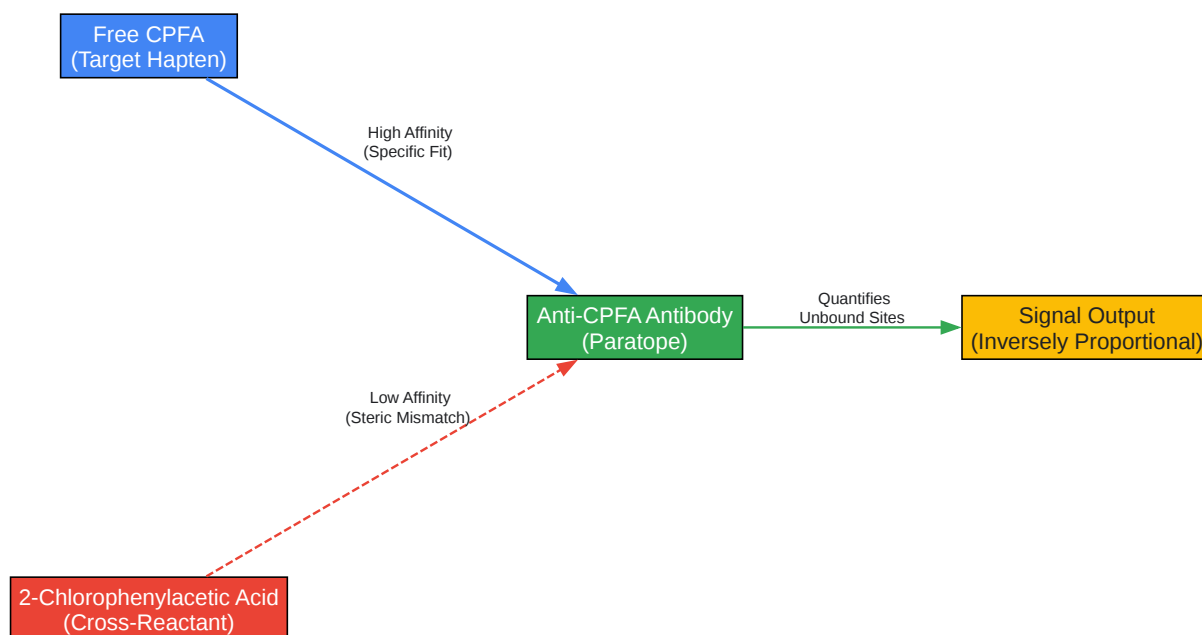 Free CPFA
(Target Hapten)
High Affinity
(Specific Fit)
Anti-CPFA Antibody
(Paratope)
Quantifies
Unbound Sites
Signal Output
(Inversely Proportional)
Low Affinity
(Steric Mismatch)
2-Chlorophenylacetic Acid
(Cross-Reactant)